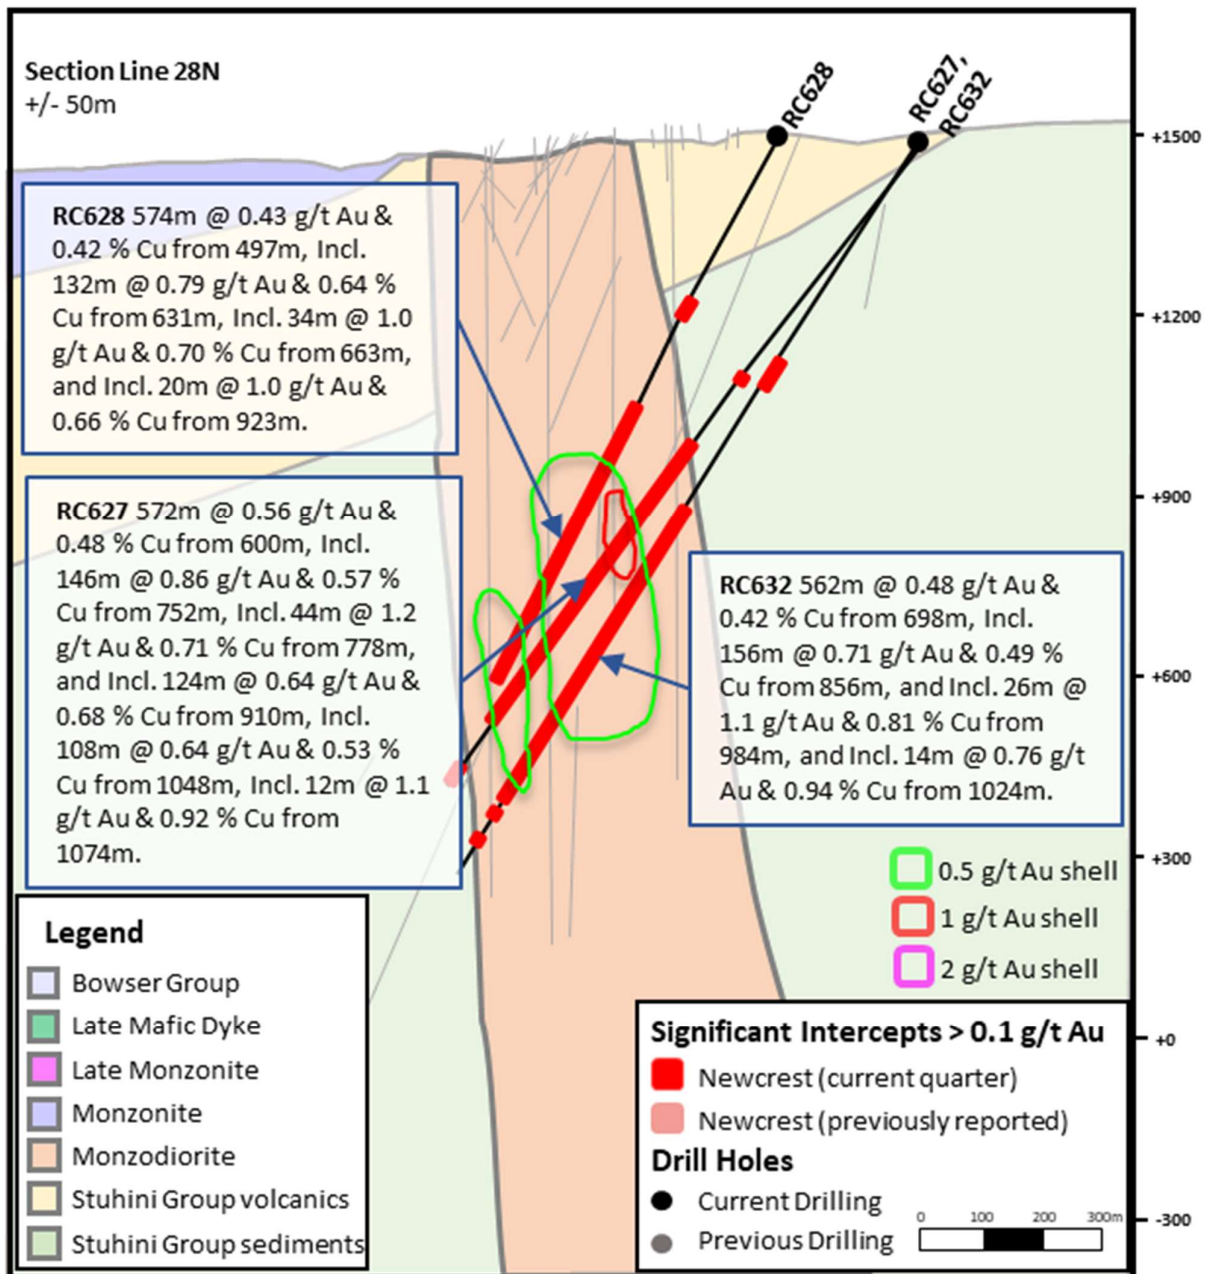 Section Line 28N
+/- 50m
RC628
RC627,
RC632
+1500
+1200
+900
+600
+300
+0
-300
RC628 574m @ 0.43 g/t Au &
0.42 % Cu from 497m, Incl.
132m @ 0.79 g/t Au & 0.64 %
Cu from 631m, Incl. 34m @ 1.0
g/t Au & 0.70 % Cu from 663m,
and Incl. 20m @ 1.0 g/t Au &
0.66 % Cu from 923m.
RC627 572m @ 0.56 g/t Au &
0.48 % Cu from 600m, Incl.
146m @ 0.86 g/t Au & 0.57 %
Cu from 752m, Incl. 44m @ 1.2
g/t Au & 0.71 % Cu from 778m,
and Incl. 124m @ 0.64 g/t Au &
0.68 % Cu from 910m, Incl.
108m @ 0.64 g/t Au & 0.53 %
Cu from 1048m, Incl. 12m @ 1.1
g/t Au & 0.92 % Cu from
1074m.
RC632 562m @ 0.48 g/t Au &
0.42 % Cu from 698m, Incl.
156m @ 0.71 g/t Au & 0.49 %
Cu from 856m, and Incl. 26m @
1.1 g/t Au & 0.81 % Cu from
984m, and Incl. 14m @ 0.76 g/t
Au & 0.94 % Cu from 1024m.
0.5 g/t Au shell
1 g/t Au shell
2 g/t Au shell
Legend
Bowser Group
Late Mafic Dyke
Late Monzonite
Monzonite
Monzodiorite
Stuhini Group volcanics
Stuhini Group sediments
Significant Intercepts > 0.1 g/t Au
Newcrest (current quarter)
Newcrest (previously reported)
Drill Holes
Current Drilling
Previous Drilling
0 100 200 300m